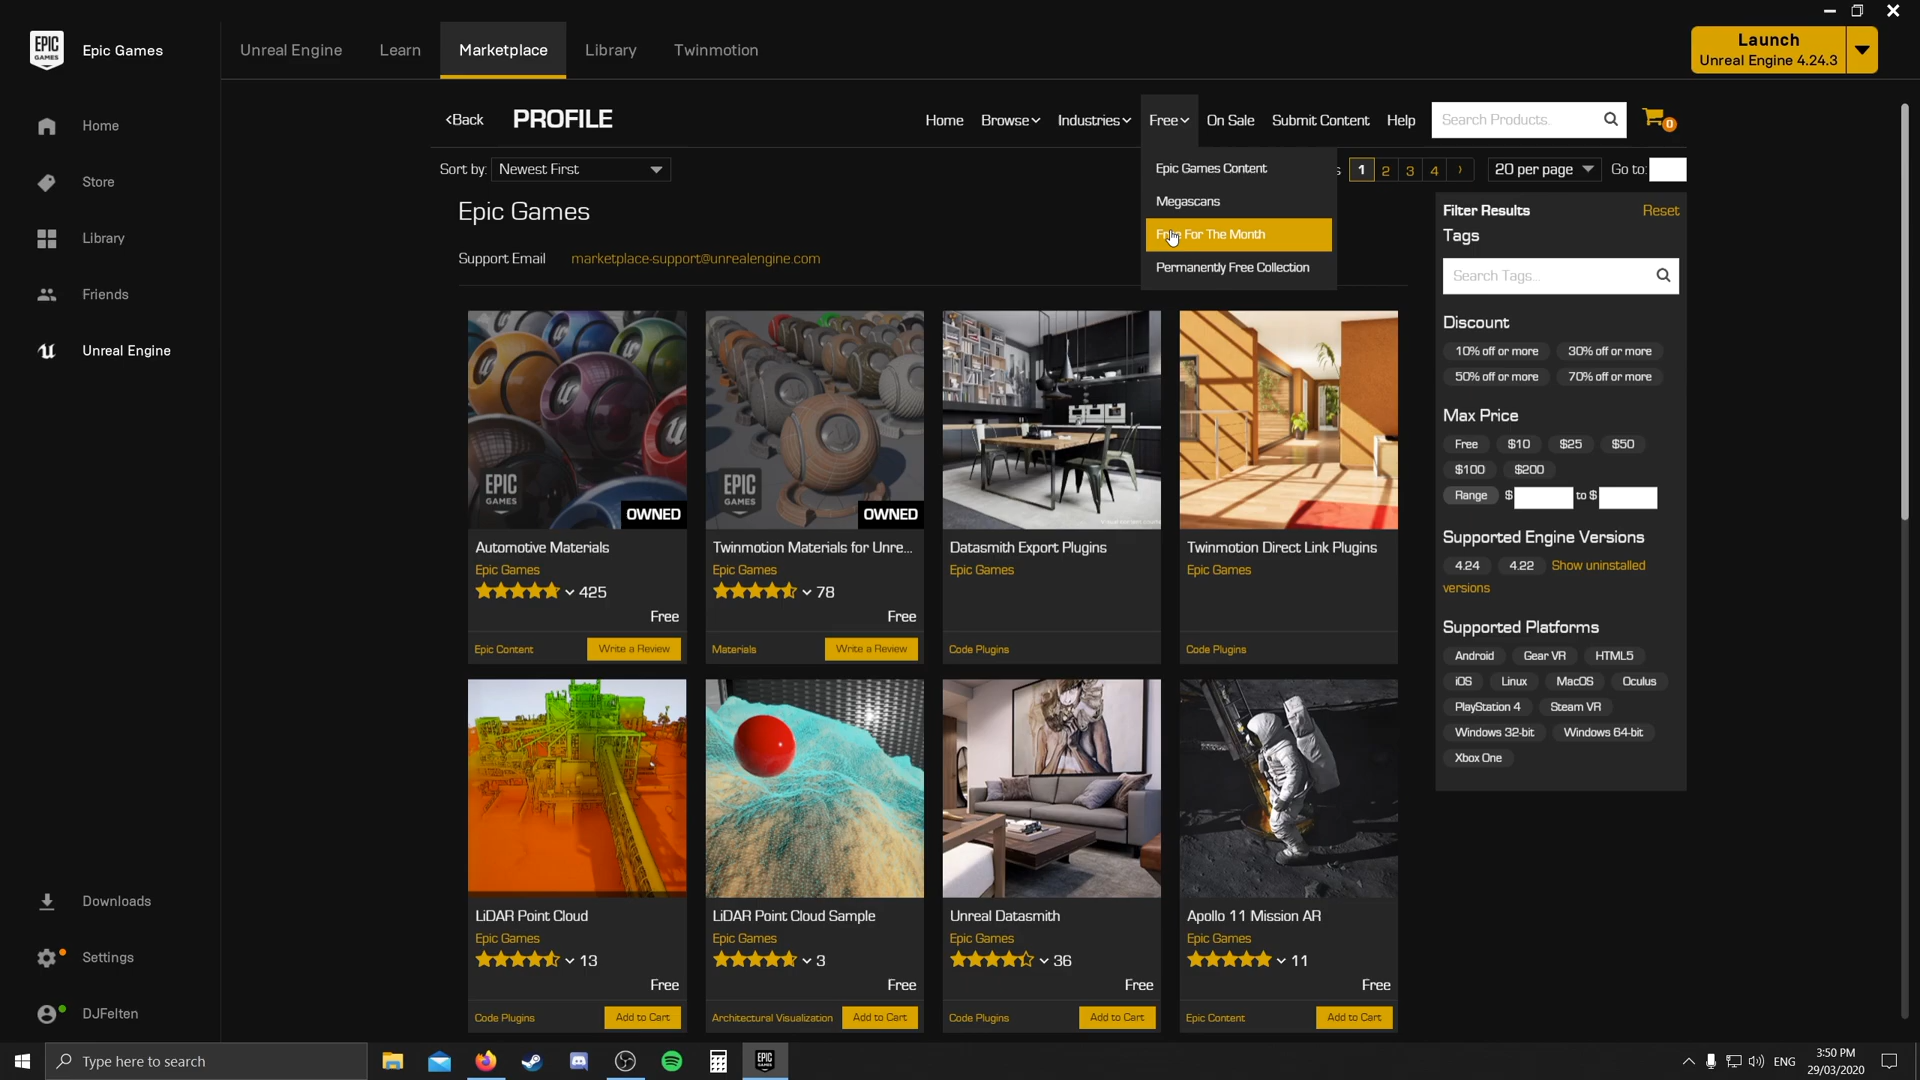 EPIC GAMES
Epic Games
Unreal Engine
Learn
Marketplace
Library
Twinmotion
Launch
Unreal Engine 4.24.3
Home
Store
Library
Friends
Unreal Engine
Downloads
Settings
DJFelten
Back
PROFILE
Home
Browse
Industries
Free
On Sale
Submit Content
Help
Search Products.
0
Sort by:
Newest First
Epic Games Content
Megascans
For The Month
Permanently Free Collection
1
2
3
4
20 per page
Go to:
Epic Games
Support Email
marketplace-support@unrealengine.com
EPIC GAMES
OWNED
Automotive Materials
Epic Games
425
Free
Epic Content
Write a Review
EPIC GAMES
OWNED
Twinmotion Materials for Unre...
Epic Games
78
Free
Materials
Write a Review
Datasmith Export Plugins
Epic Games
Code Plugins
Twinmotion Direct Link Plugins
Epic Games
Code Plugins
LiDAR Point Cloud
Epic Games
13
Free
Code Plugins
Add to Cart
LiDAR Point Cloud Sample
Epic Games
3
Free
Architectural Visualization
Add to Cart
Unreal Datasmith
Epic Games
36
Free
Code Plugins
Add to Cart
Apollo 11 Mission AR
Epic Games
11
Free
Epic Content
Add to Cart
Filter Results
Reset
Tags
Search Tags...
Discount
10% off or more
30% off or more
50% off or more
70% off or more
Max Price
Free
$10
$25
$50
$100
$200
Range
$
to $
Supported Engine Versions
4.24
4.22
Show uninstalled
versions
Supported Platforms
Android
Gear VR
HTML5
iOS
Linux
MacOS
Oculus
PlayStation 4
Steam VR
Windows 32-bit
Windows 64-bit
Xbox One
Type here to search
EPIC GAMES
ENG
3:50 PM
29/03/2020